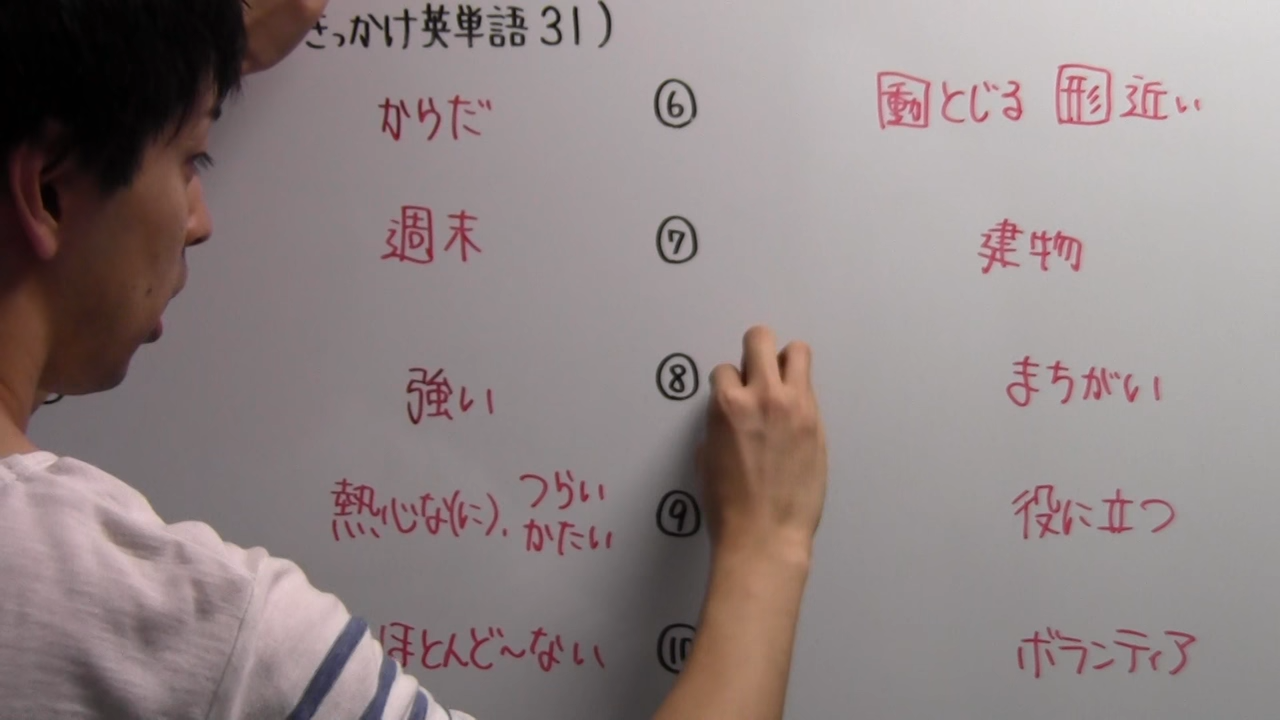 っかけ英単語31)
からだ
⑥ 動 とじる 形 近い
週末
⑦ 建物
強い
⑧ まちがい
熱心な(に)、つらい
かたい
⑨ 役に立つ
ほとんど~ない
⑩ ボランティア